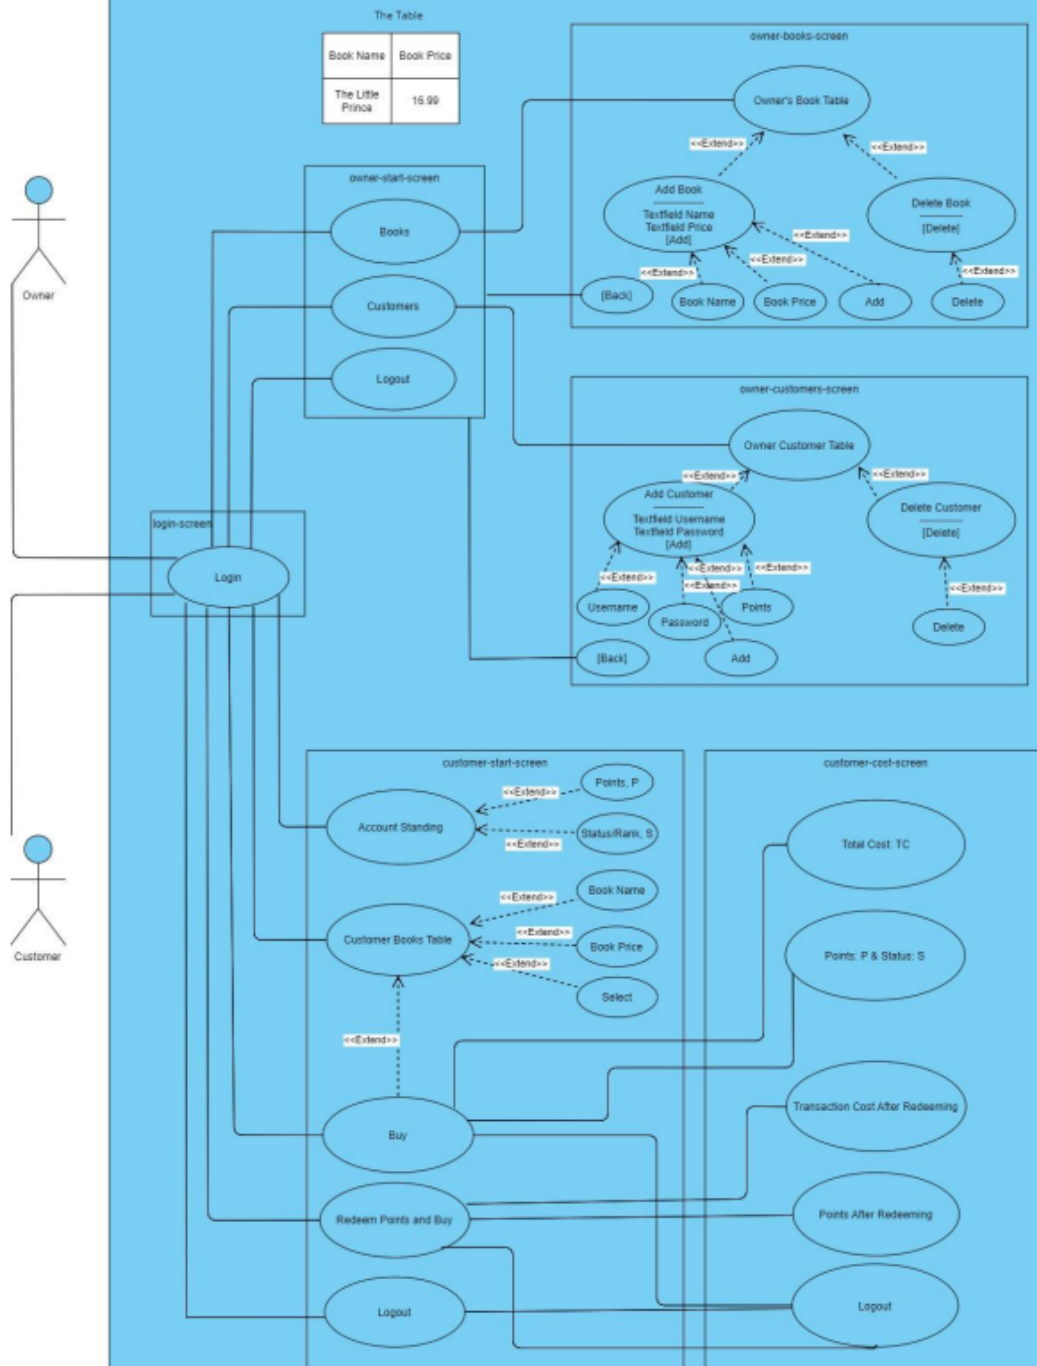 The Table
Book Name
Book Price
The Little
Prince
16.99
owner-books-screen
Owner's Book Table
<<Extend>>
<<Extend>>
Add Book
--------------
Textfield Name
Textfield Price
[Add]
Delete Book
------------
[Delete]
<<Extend>>
<<Extend>>
<<Extend>>
<<Extend>>
[Back]
Book Name
Book Price
Add
Delete
owner-start-screen
Books
Customers
Logout
Owner
owner-customers-screen
Owner Customer Table
<<Extend>>
<<Extend>>
Add Customer
--------------
Textfield Username
Textfield Password
[Add]
Delete Customer
------------
[Delete]
<<Extend>>
<<Extend>>
<<Extend>>
<<Extend>>
<<Extend>>
Username
Password
Points
Delete
[Back]
Add
login-screen
Login
Customer
customer-start-screen
Points, P
<<Extend>>
Account Standing
Status/Rank, S
<<Extend>>
Book Name
<<Extend>>
Customer Books Table
<<Extend>>
Book Price
<<Extend>>
Select
<<Extend>>
Buy
Redeem Points and Buy
Logout
customer-cost-screen
Total Cost: TC
Points: P & Status: S
Transaction Cost After Redeeming
Points After Redeeming
Logout